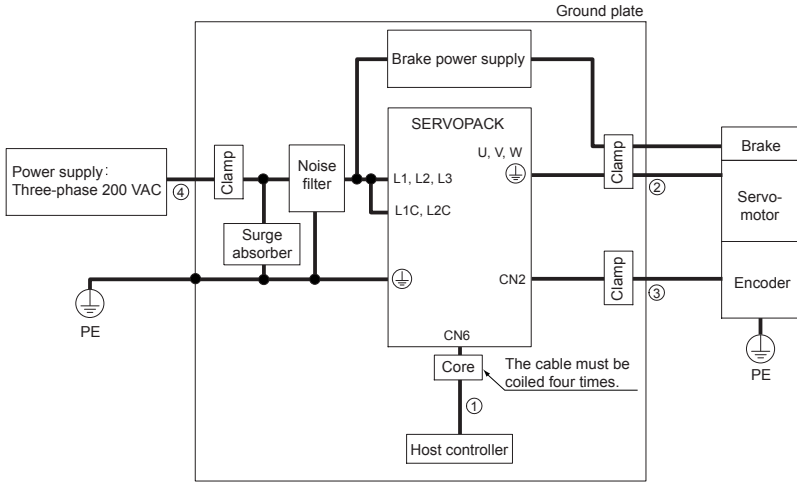 Ground plate
Brake power supply
SERVOPACK
U, V, W
Power supply:
Three-phase 200 VAC
④
Clamp
Noise
filter
L1, L2, L3
L1C, L2C
Clamp
②
Brake
Servo-
motor
Surge
absorber
CN2
Clamp
③
Encoder
PE
CN6
Core
The cable must be
coiled four times.
PE
①
Host controller